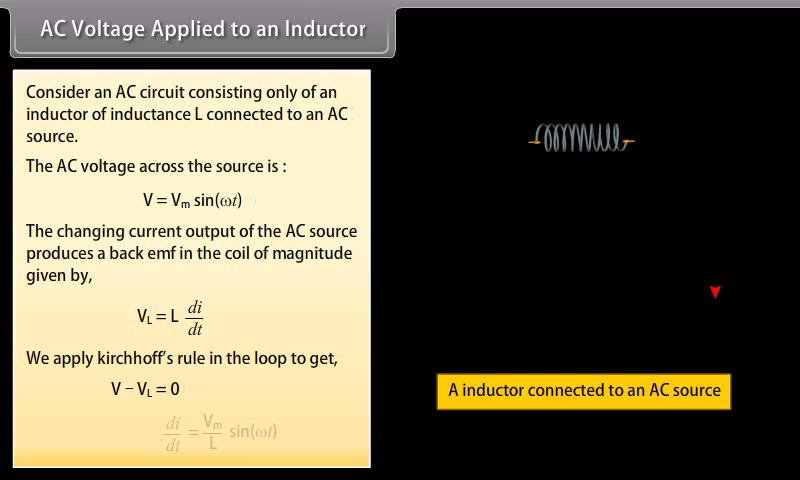 AC Voltage Applied to an Inductor
Consider an AC circuit consisting only of an
inductor of inductance L connected to an AC
source.
The AC voltage across the source is :
V = Vₘ sin(ωt)
The changing current output of the AC source
produces a back emf in the coil of magnitude
given by,
V_L = L di/dt
We apply kirchhoff's rule in the loop to get,
V – V_L = 0
di/dt = Vₘ/L sin(ωt)
A inductor connected to an AC source